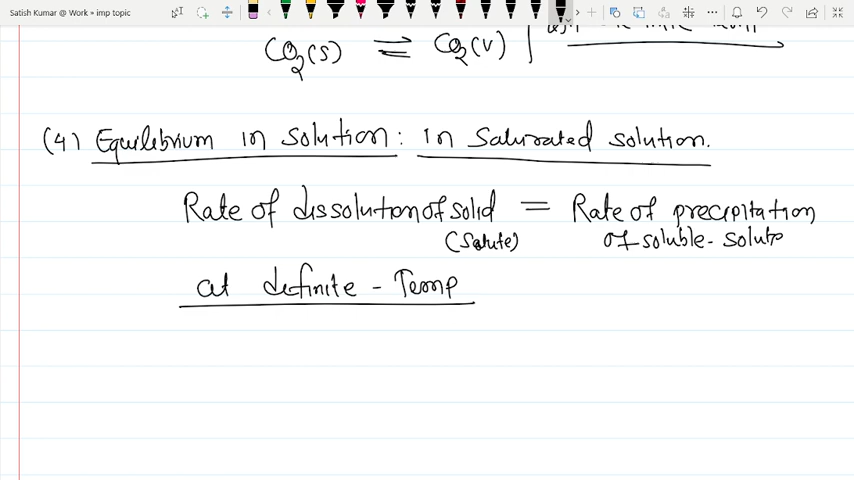 Satish Kumar @ Work » imp topic
CO2(s) ⇌ CO2(v)
(4) Equilibrium in solution: In Saturated solution.
Rate of dissolution of solid = Rate of precipitation
(Solute) of soluble-solute
at definite - Temp